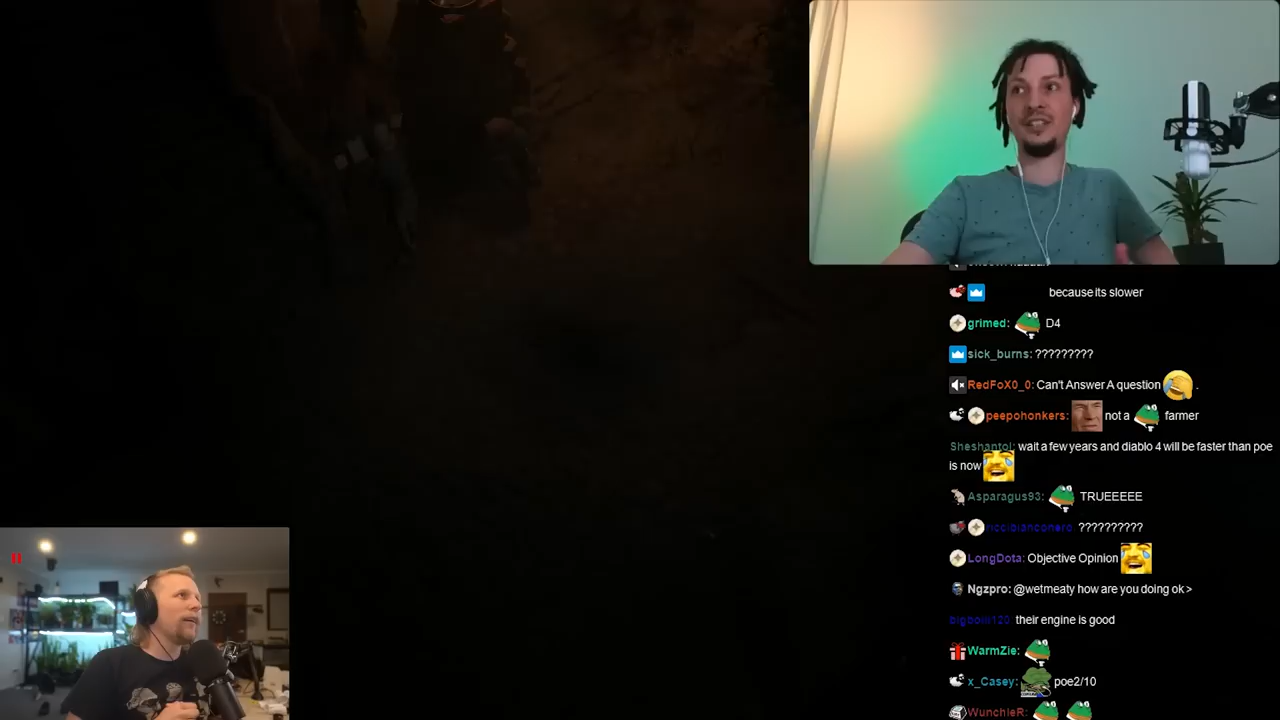 because its slower
grimed: D4
sick_burns: ?????????
RedFoX0_0: Can't Answer A question .
peepohonkers: not a farmer
Sheshantol: wait a few years and diablo 4 will be faster than poe
is now
Asparagus93: TRUEEEEE
??????????
LongDota: Objective Opinion
Ngzpro: @wetmeaty how are you doing ok >
their engine is good
WarmZie:
x_Casey: poe2/10
WunchleR: